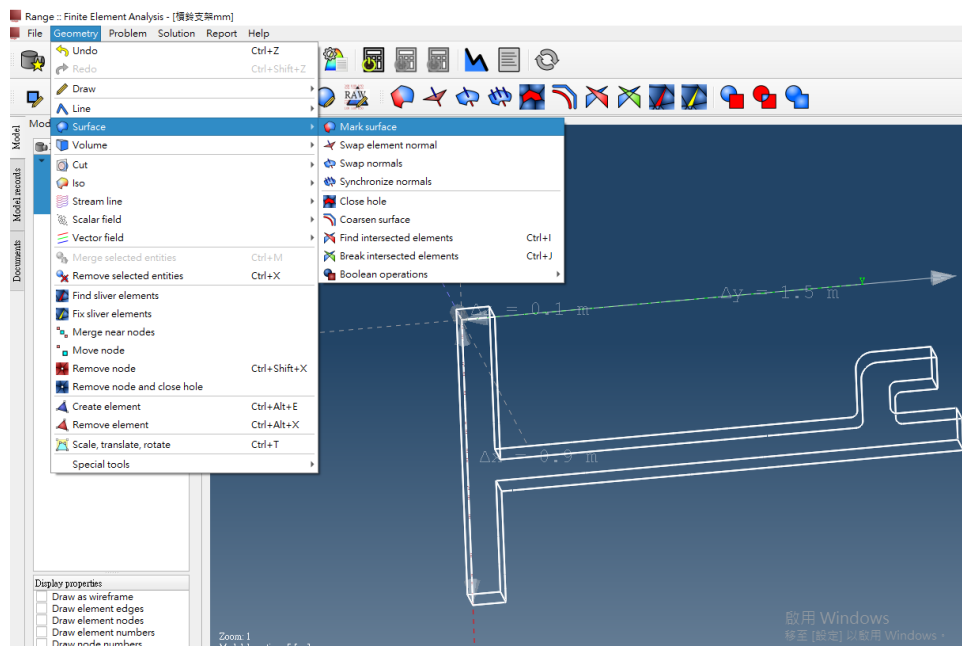 Range :: Finite Element Analysis - [槓鈴支架mm]
File Geometry Problem Solution Report Help
Undo Ctrl+Z
Redo Ctrl+Shift+Z
Draw
Line
Surface
Volume
Cut
Iso
Stream line
Scalar field
Vector field
Merge selected entities Ctrl+M
Remove selected entities Ctrl+X
Find sliver elements
Fix sliver elements
Merge near nodes
Move node
Remove node Ctrl+Shift+X
Remove node and close hole
Create element Ctrl+Alt+E
Remove element Ctrl+Alt+X
Scale, translate, rotate Ctrl+T
Special tools
Mark surface
Swap element normal
Swap normals
Synchronize normals
Close hole
Coarsen surface
Find intersected elements Ctrl+I
Break intersected elements Ctrl+J
Boolean operations
RAW
Mod
Model
Model records
Documents
Y
Δy = 1.5 m
= 0.1 m
Δx = 0.9 m
Display properties
Draw as wireframe
Draw element edges
Draw element nodes
Draw element numbers
Draw node numbers
Zoom: 1
啟用 Windows
移至 [設定] 以啟用 Windows。